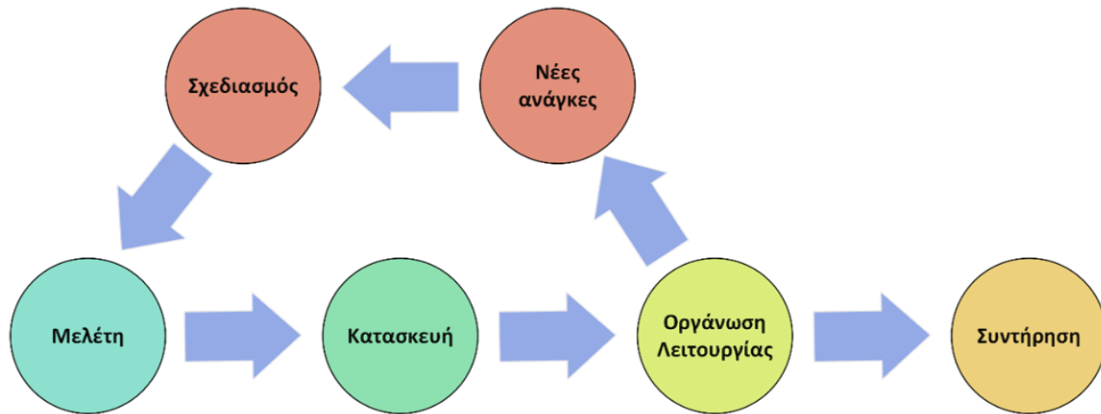 Σχεδιασμός
Νέες
ανάγκες
Μελέτη
Κατασκευή
Οργάνωση
Λειτουργίας
Συντήρηση